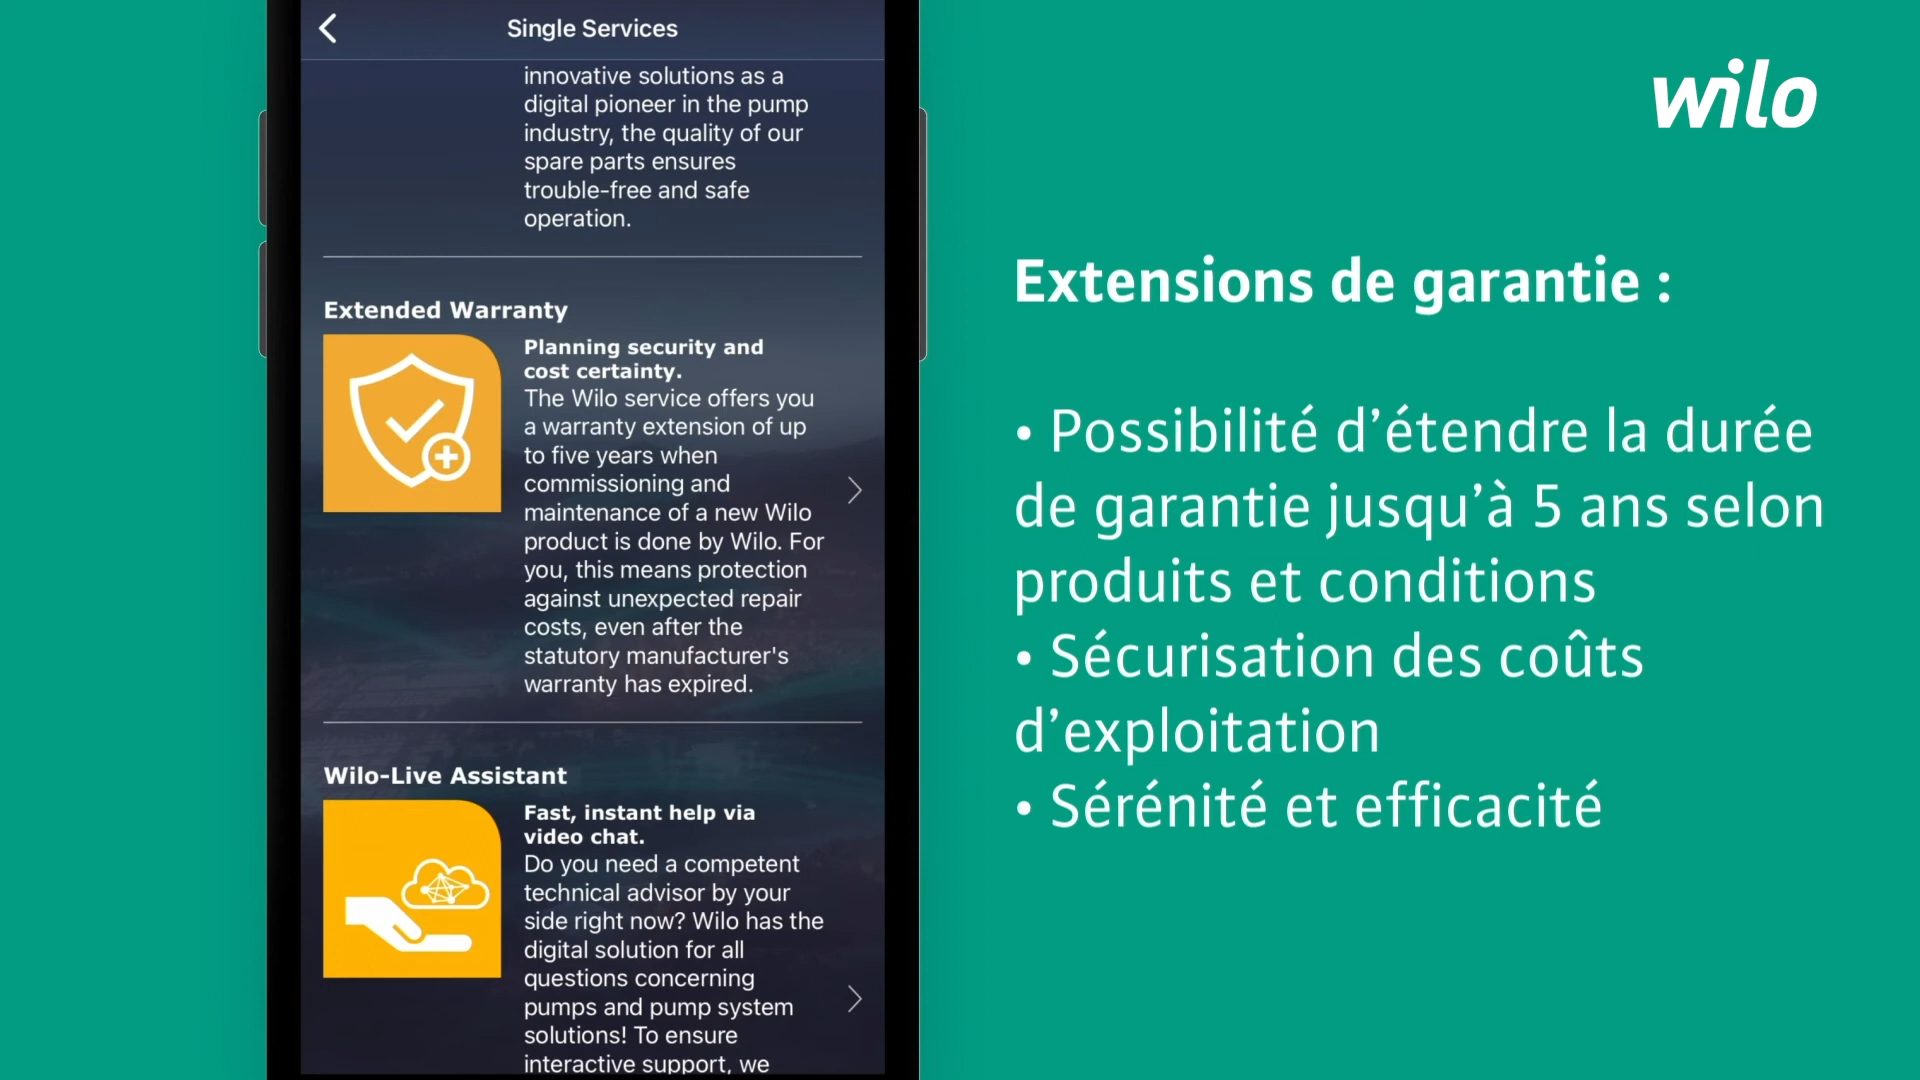 Single Services
innovative solutions as a
digital pioneer in the pump
industry, the quality of our
spare parts ensures
trouble-free and safe
operation.
Extended Warranty
Planning security and
cost certainty.
The Wilo service offers you
a warranty extension of up
to five years when
commissioning and
maintenance of a new Wilo
product is done by Wilo. For
you, this means protection
against unexpected repair
costs, even after the
statutory manufacturer's
warranty has expired.
Wilo-Live Assistant
Fast, instant help via
video chat.
Do you need a competent
technical advisor by your
side right now? Wilo has the
digital solution for all
questions concerning
pumps and pump system
solutions! To ensure
interactive support, we
wilo
Extensions de garantie :
• Possibilité d’étendre la durée
de garantie jusqu’à 5 ans selon
produits et conditions
• Sécurisation des coûts
d’exploitation
• Sérénité et efficacité